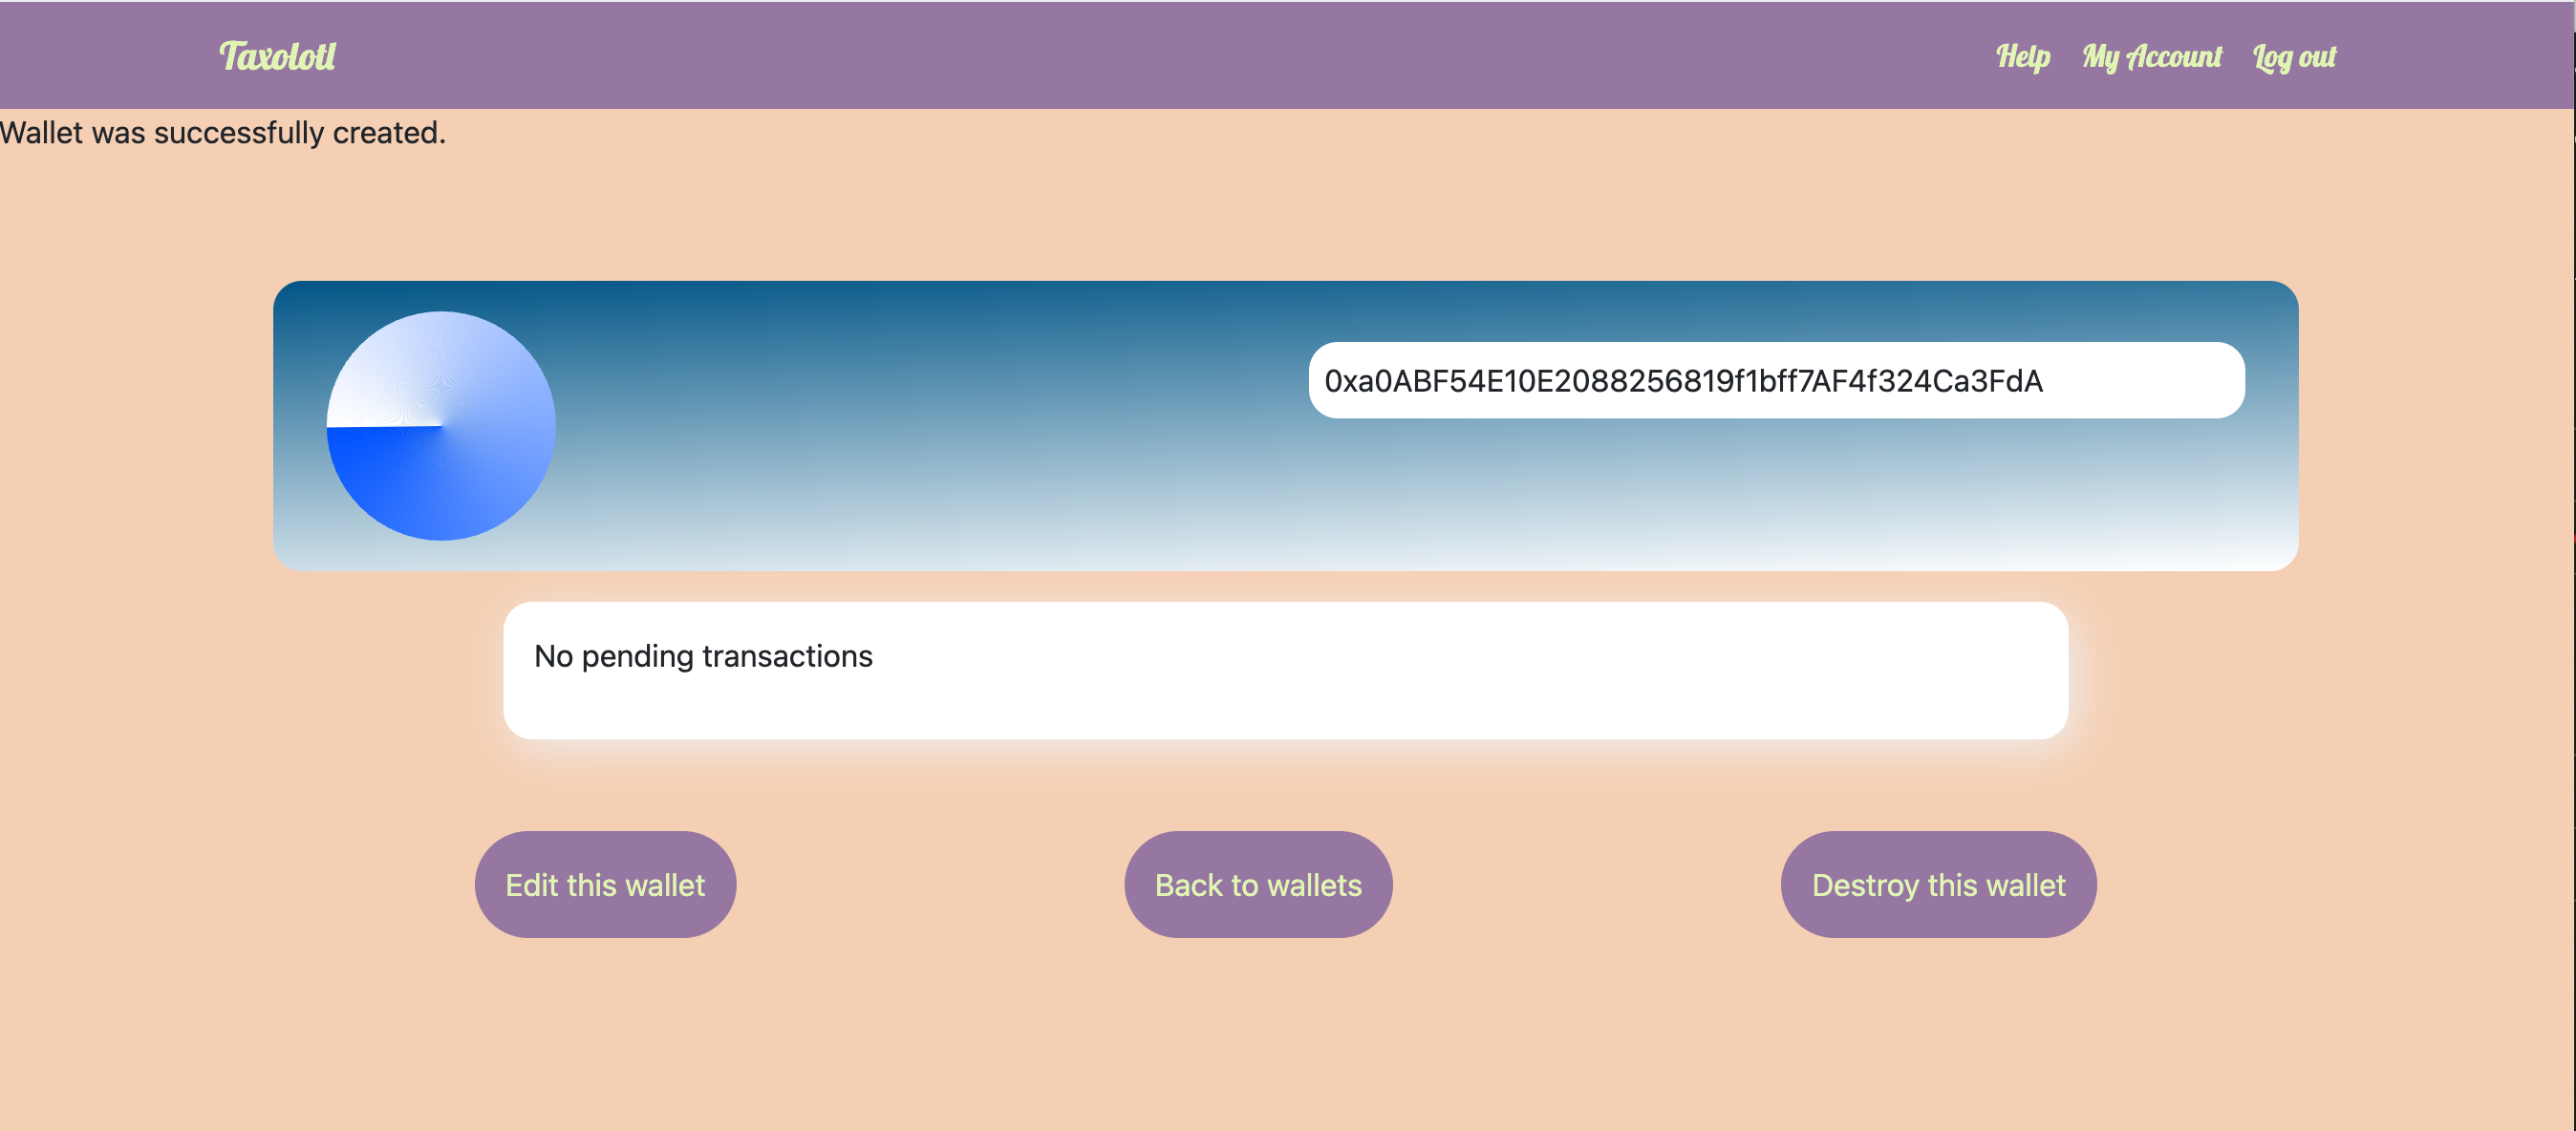 Taxolotl
Help My Account Log out
Wallet was successfully created.
0xa0ABF54E10E2088256819f1bff7AF4f324Ca3FdA
No pending transactions
Edit this wallet
Back to wallets
Destroy this wallet